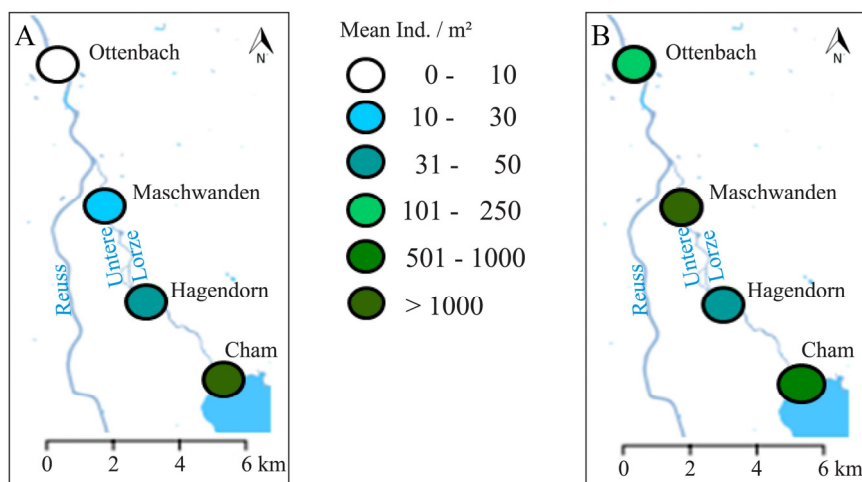 A
Ottenbach
N
Maschwanden
Untere
Lorze
Reuss
Hagendorn
Cham
0 2 4 6 km
Mean Ind. / m²
0 - 10
10 - 30
31 - 50
101 - 250
501 - 1000
> 1000
B
Ottenbach
N
Maschwanden
Untere
Lorze
Reuss
Hagendorn
Cham
0 2 4 6 km